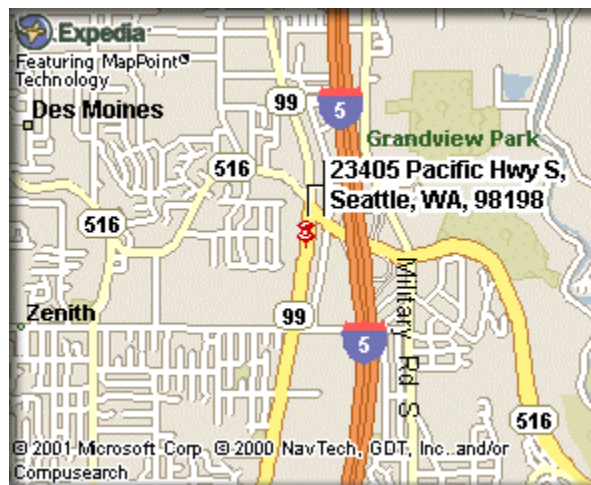 Expedia
Featuring MapPoint®
Technology
Des Moines
99
5
Grandview Park
23405 Pacific Hwy S,
Seattle, WA, 98198
516
516
Zenith
99
5
Military Rd S
516
© 2001 Microsoft Corp © 2000 NavTech, GDT, Inc. and/or
Compusearch